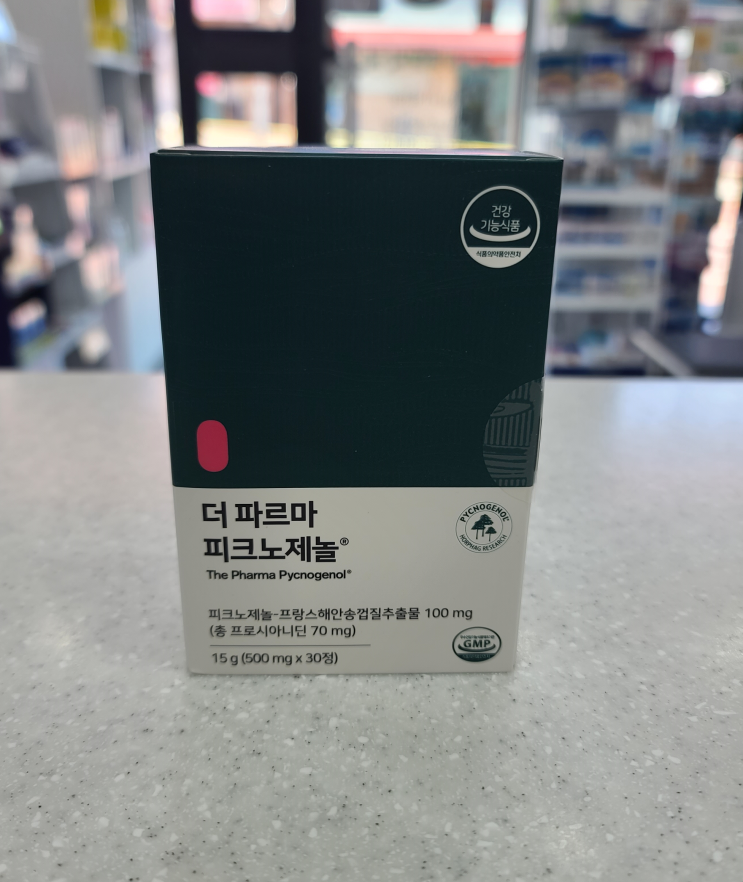 건강
기능식품
식품의약품안전처
더 파르마
피크노제놀®
The Pharma Pycnogenol®
PYCNOGENOL®
HORPHAG RESEARCH
피크노제놀-프랑스해안송껍질추출물 100 mg
(총 프로시아니딘 70 mg)
15 g (500 mg x 30정)
GMP